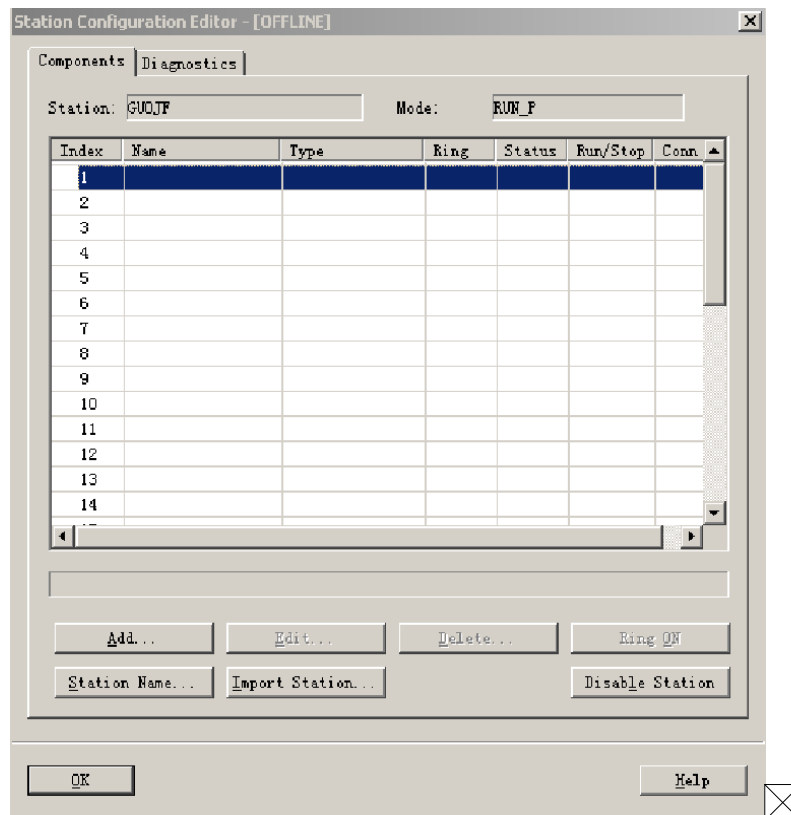 Station Configuration Editor - [OFFLINE]
Components Diagnostics
Station: GUOJF Mode: RUN_P
Index Name Type Ring Status Run/Stop Conn
1
2
3
4
5
6
7
8
9
10
11
12
13
14
Add... Edit... Delete... Ring ON
Station Name... Import Station... Disable Station
OK Help